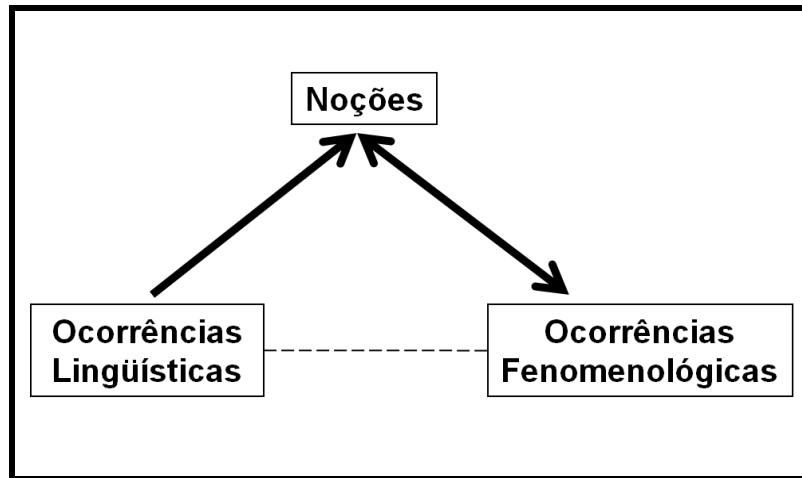 Noções
Ocorrências
Lingüísticas
Ocorrências
Fenomenológicas